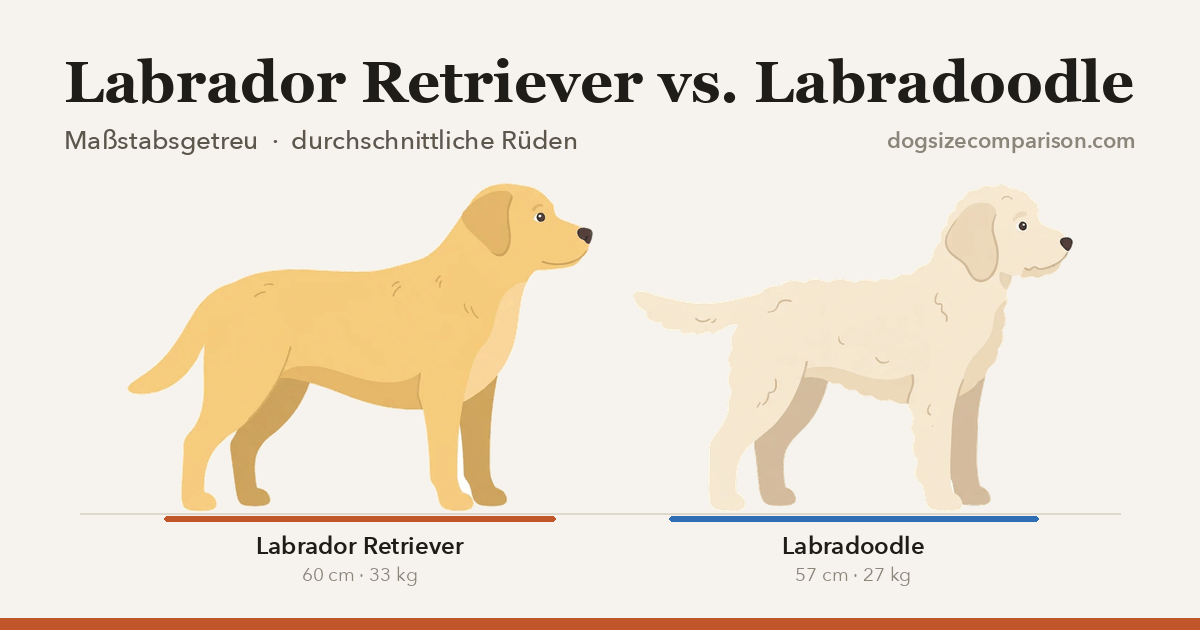 Labrador Retriever vs. Labradoodle
Maßstabsgetreu · durchschnittliche Rüden
dogsizecomparison.com
Labrador Retriever
60 cm · 33 kg
Labradoodle
57 cm · 27 kg